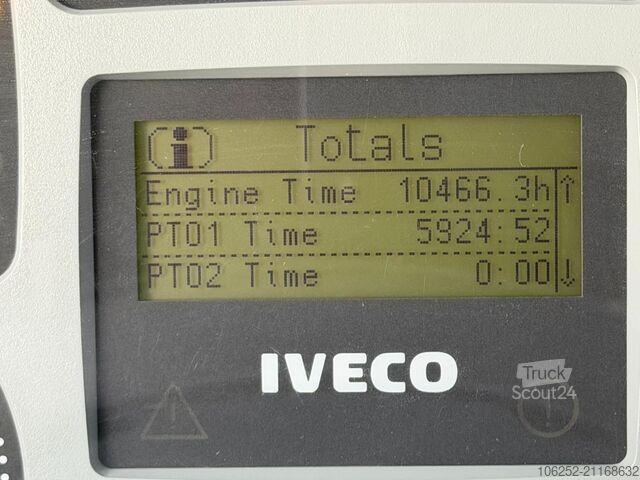 (i) Totals
Engine Time 10466.3h
PTO1 Time 5924:52
PTO2 Time 0:00
IVECO
Truck
Scout24
106252-21168632